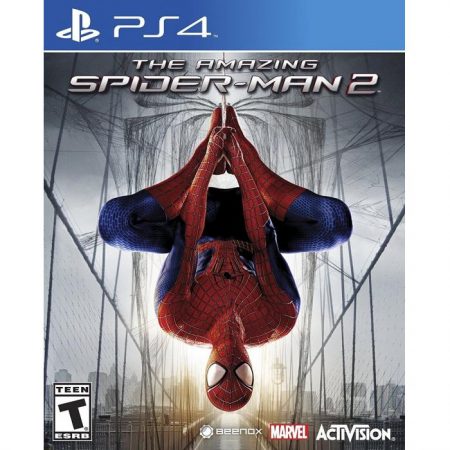 PS4
THE AMAZING
SPIDER-MAN 2
TEEN
T
ESRB
BEENOX
MARVEL
ACTIVISION